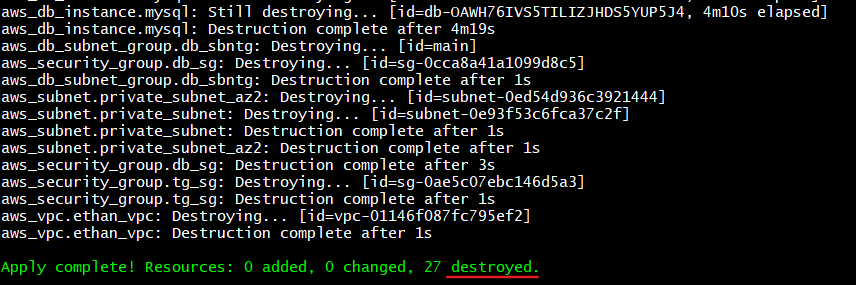 aws_db_instance.mysql: Still destroying... [id=db-OAWH76IVS5TILIZJHDS5YUP5J4, 4m10s elapsed]
aws_db_instance.mysql: Destruction complete after 4m19s
aws_db_subnet_group.db_sbntg: Destroying... [id=main]
aws_security_group.db_sg: Destroying... [id=sg-0cca8a41a1099d8c5]
aws_db_subnet_group.db_sbntg: Destruction complete after 1s
aws_subnet.private_subnet_az2: Destroying... [id=subnet-0ed54d936c3921444]
aws_subnet.private_subnet: Destroying... [id=subnet-0e93f53c6fca37c2f]
aws_subnet.private_subnet: Destruction complete after 1s
aws_subnet.private_subnet_az2: Destruction complete after 1s
aws_security_group.db_sg: Destruction complete after 3s
aws_security_group.tg_sg: Destroying... [id=sg-0ae5c07ebc146d5a3]
aws_security_group.tg_sg: Destruction complete after 1s
aws_vpc.ethan_vpc: Destroying... [id=vpc-01146f087fc795ef2]
aws_vpc.ethan_vpc: Destruction complete after 1s
Apply complete! Resources: 0 added, 0 changed, 27 destroyed.